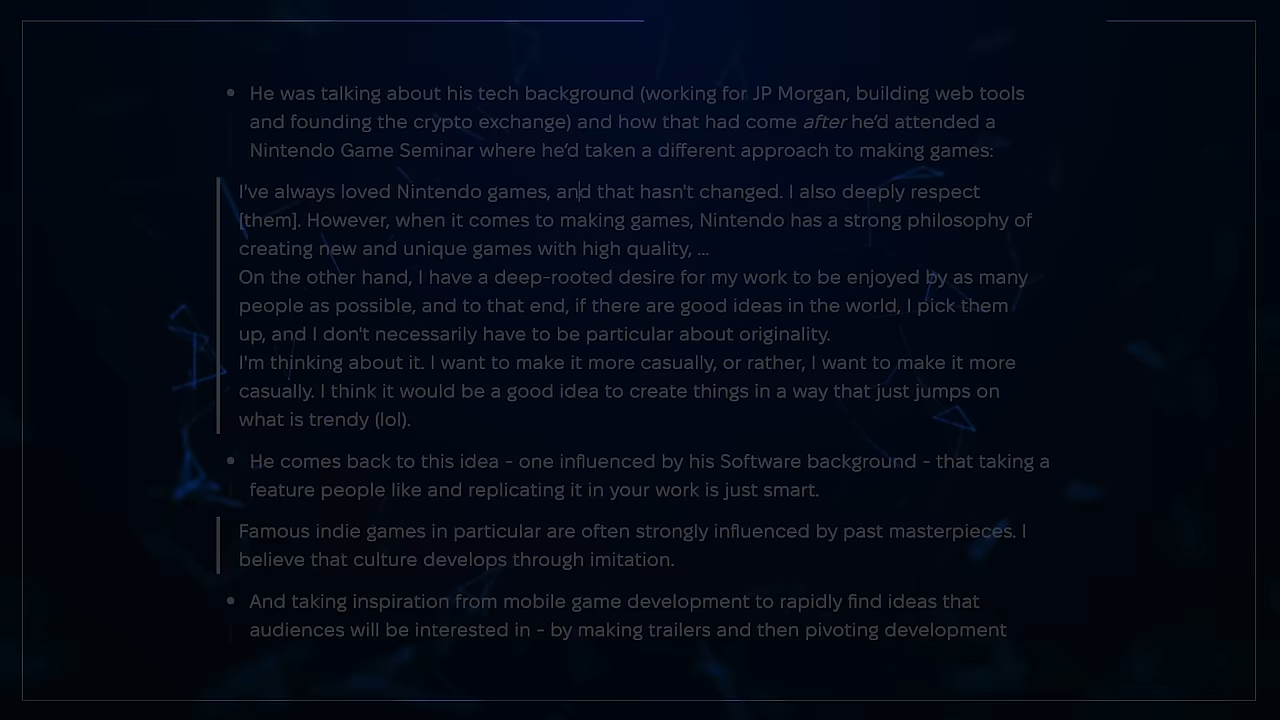 He was talking about his tech background (working for JP Morgan, building web tools
and founding the crypto exchange) and how that had come after he'd attended a
Nintendo Game Seminar where he'd taken a different approach to making games:
I've always loved Nintendo games, and that hasn't changed. I also deeply respect
[them]. However, when it comes to making games, Nintendo has a strong philosophy of
creating new and unique games with high quality, ...
On the other hand, I have a deep-rooted desire for my work to be enjoyed by as many
people as possible, and to that end, if there are good ideas in the world, I pick them
up, and I don't necessarily have to be particular about originality.
I'm thinking about it. I want to make it more casually, or rather, I want to make it more
casually. I think it would be a good idea to create things in a way that just jumps on
what is trendy (lol).
He comes back to this idea - one influenced by his Software background - that taking a
feature people like and replicating it in your work is just smart.
Famous indie games in particular are often strongly influenced by past masterpieces. I
believe that culture develops through imitation.
And taking inspiration from mobile game development to rapidly find ideas that
audiences will be interested in - by making trailers and then pivoting development